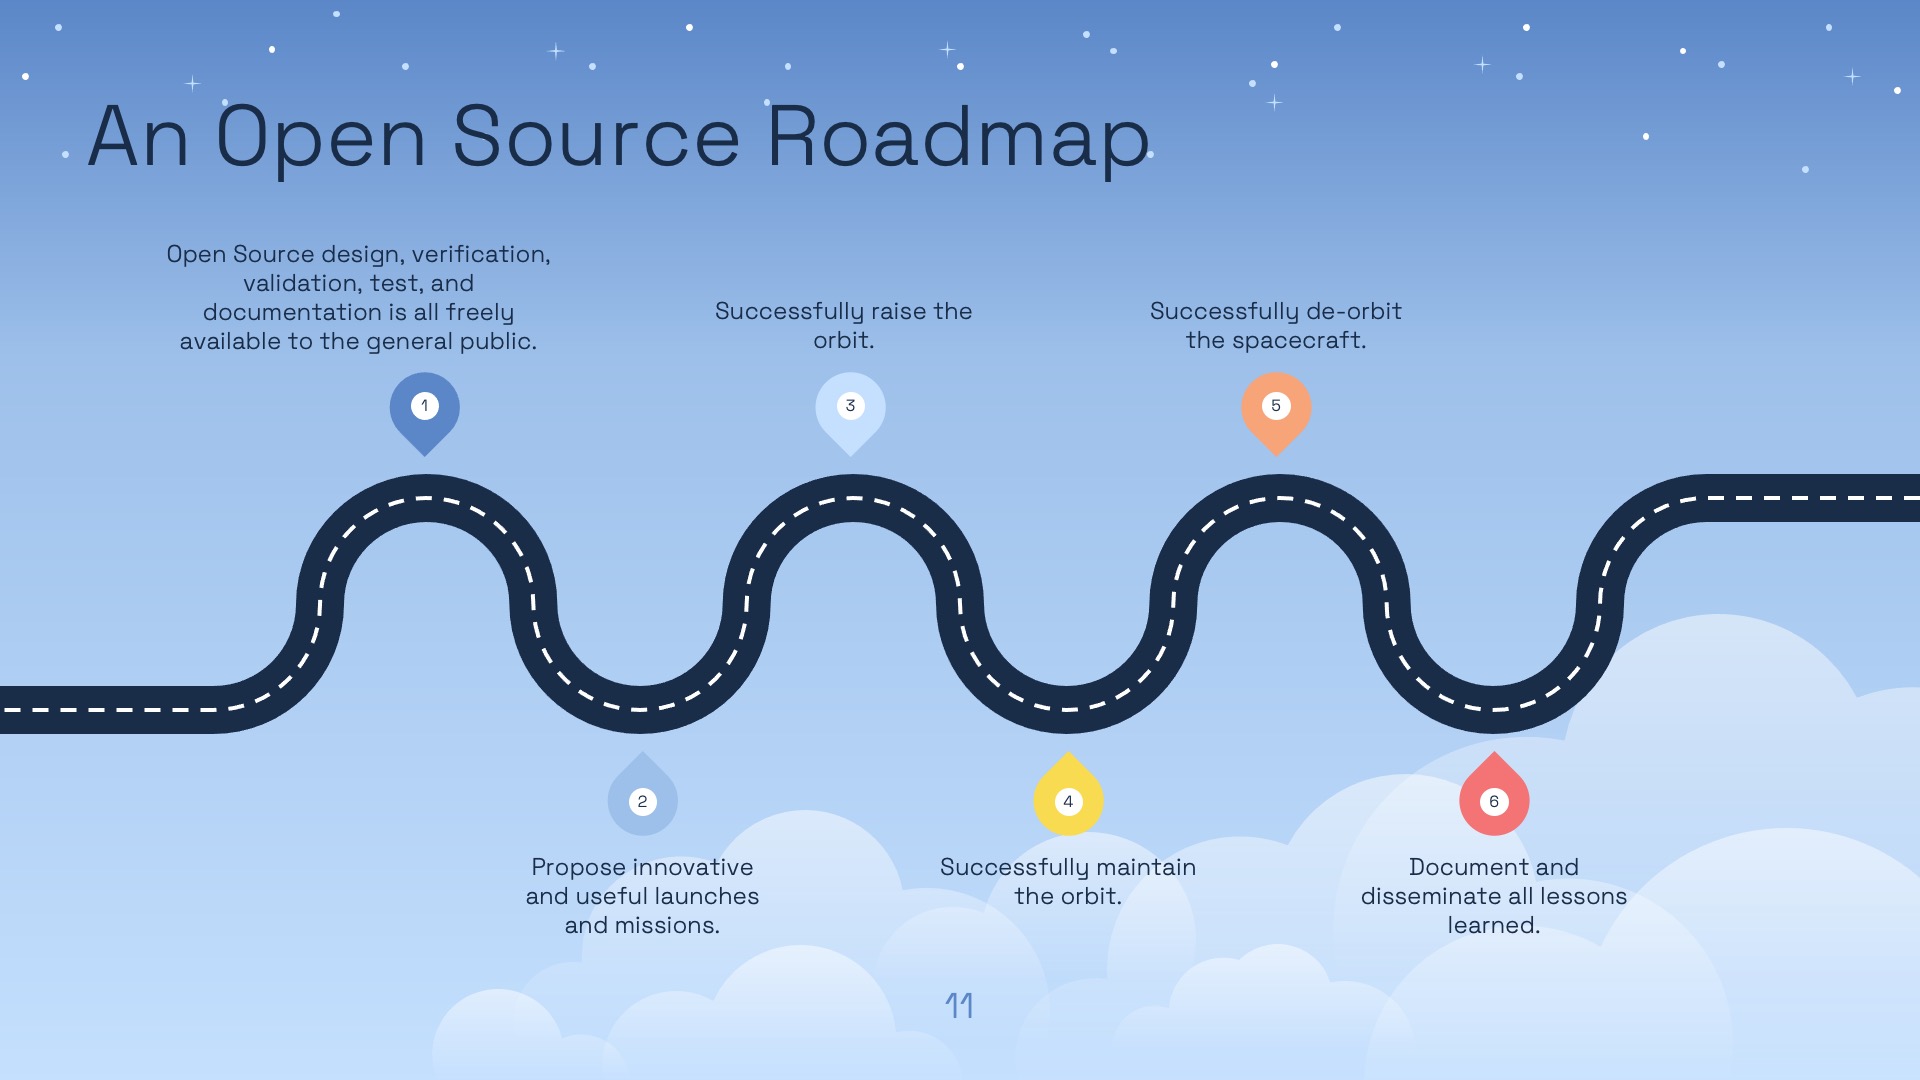 An Open Source Roadmap
Open Source design, verification,
validation, test, and
documentation is all freely
available to the general public.
1
Propose innovative
and useful launches
and missions.
2
Successfully raise the
orbit.
3
Successfully maintain
the orbit.
4
Successfully de-orbit
the spacecraft.
5
Document and
disseminate all lessons
learned.
6
11